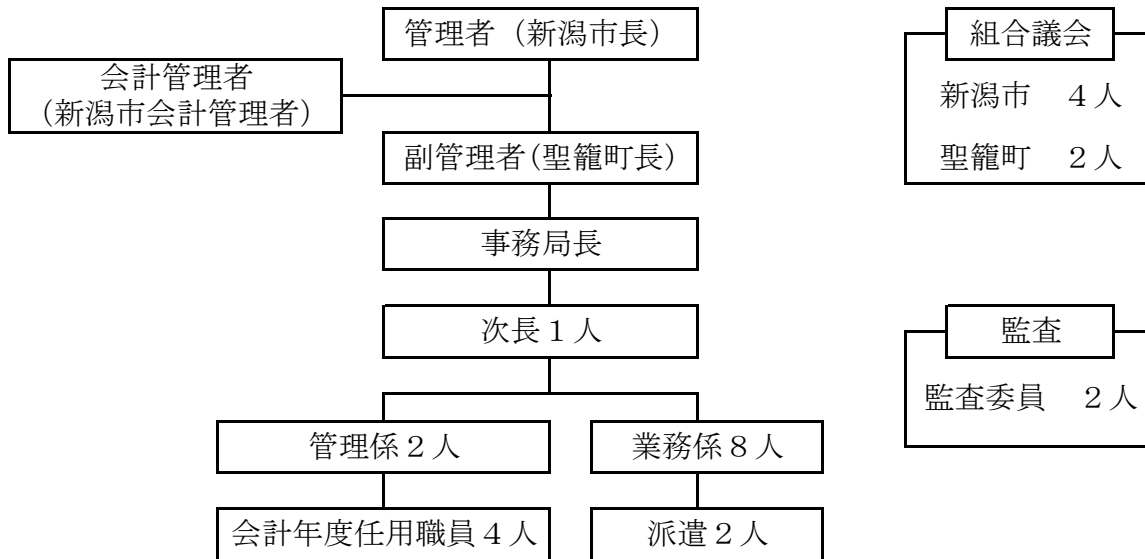 管理者（新潟市長）
会計管理者
（新潟市会計管理者）
副管理者(聖籠町長)
事務局長
次長１人
管理係２人
業務係８人
会計年度任用職員４人
派遣２人
組合議会
新潟市　４人
聖籠町　２人
監査
監査委員　２人